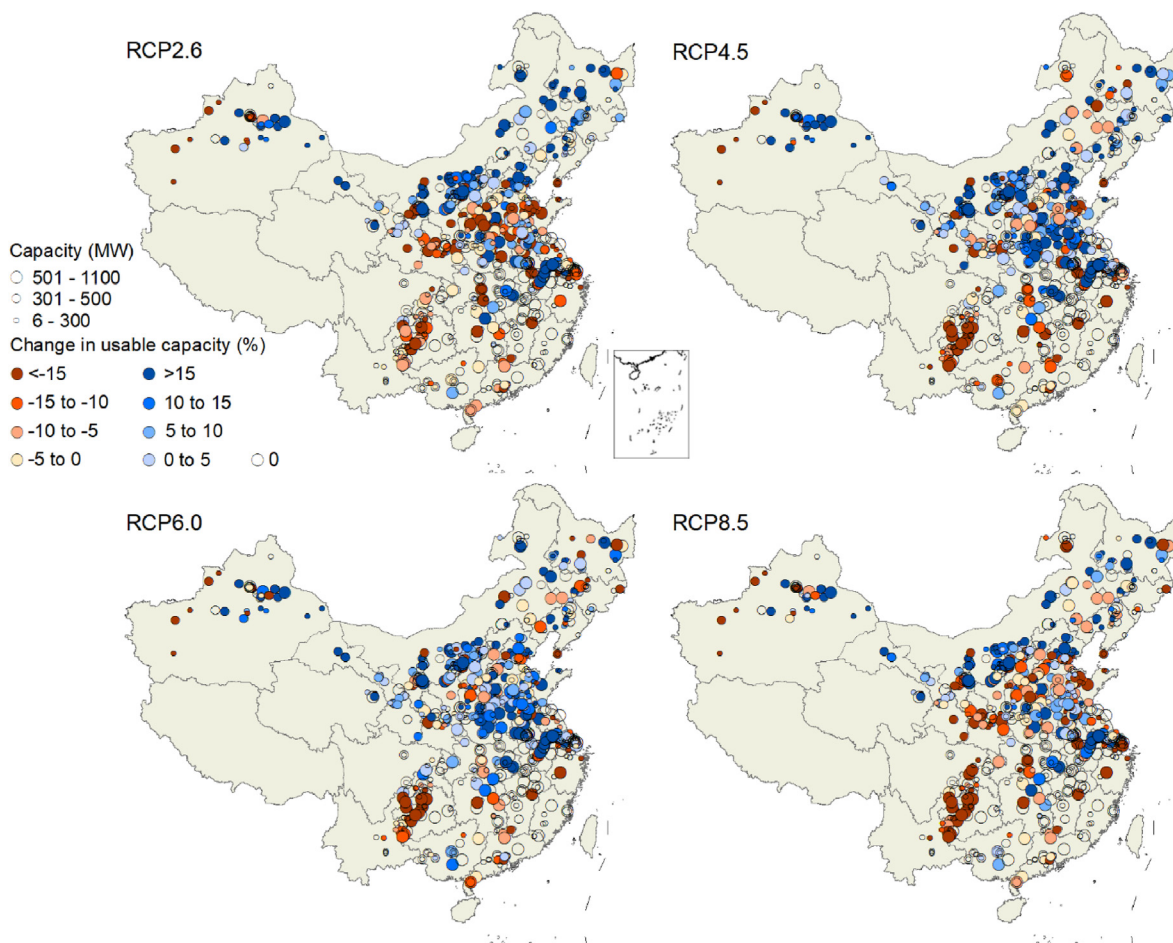 RCP2.6
RCP4.5
Capacity (MW)
501 - 1100
301 - 500
6 - 300
Change in usable capacity (%)
<-15 >15
-15 to -10 10 to 15
-10 to -5 5 to 10
-5 to 0 0 to 5 0
RCP6.0
RCP8.5